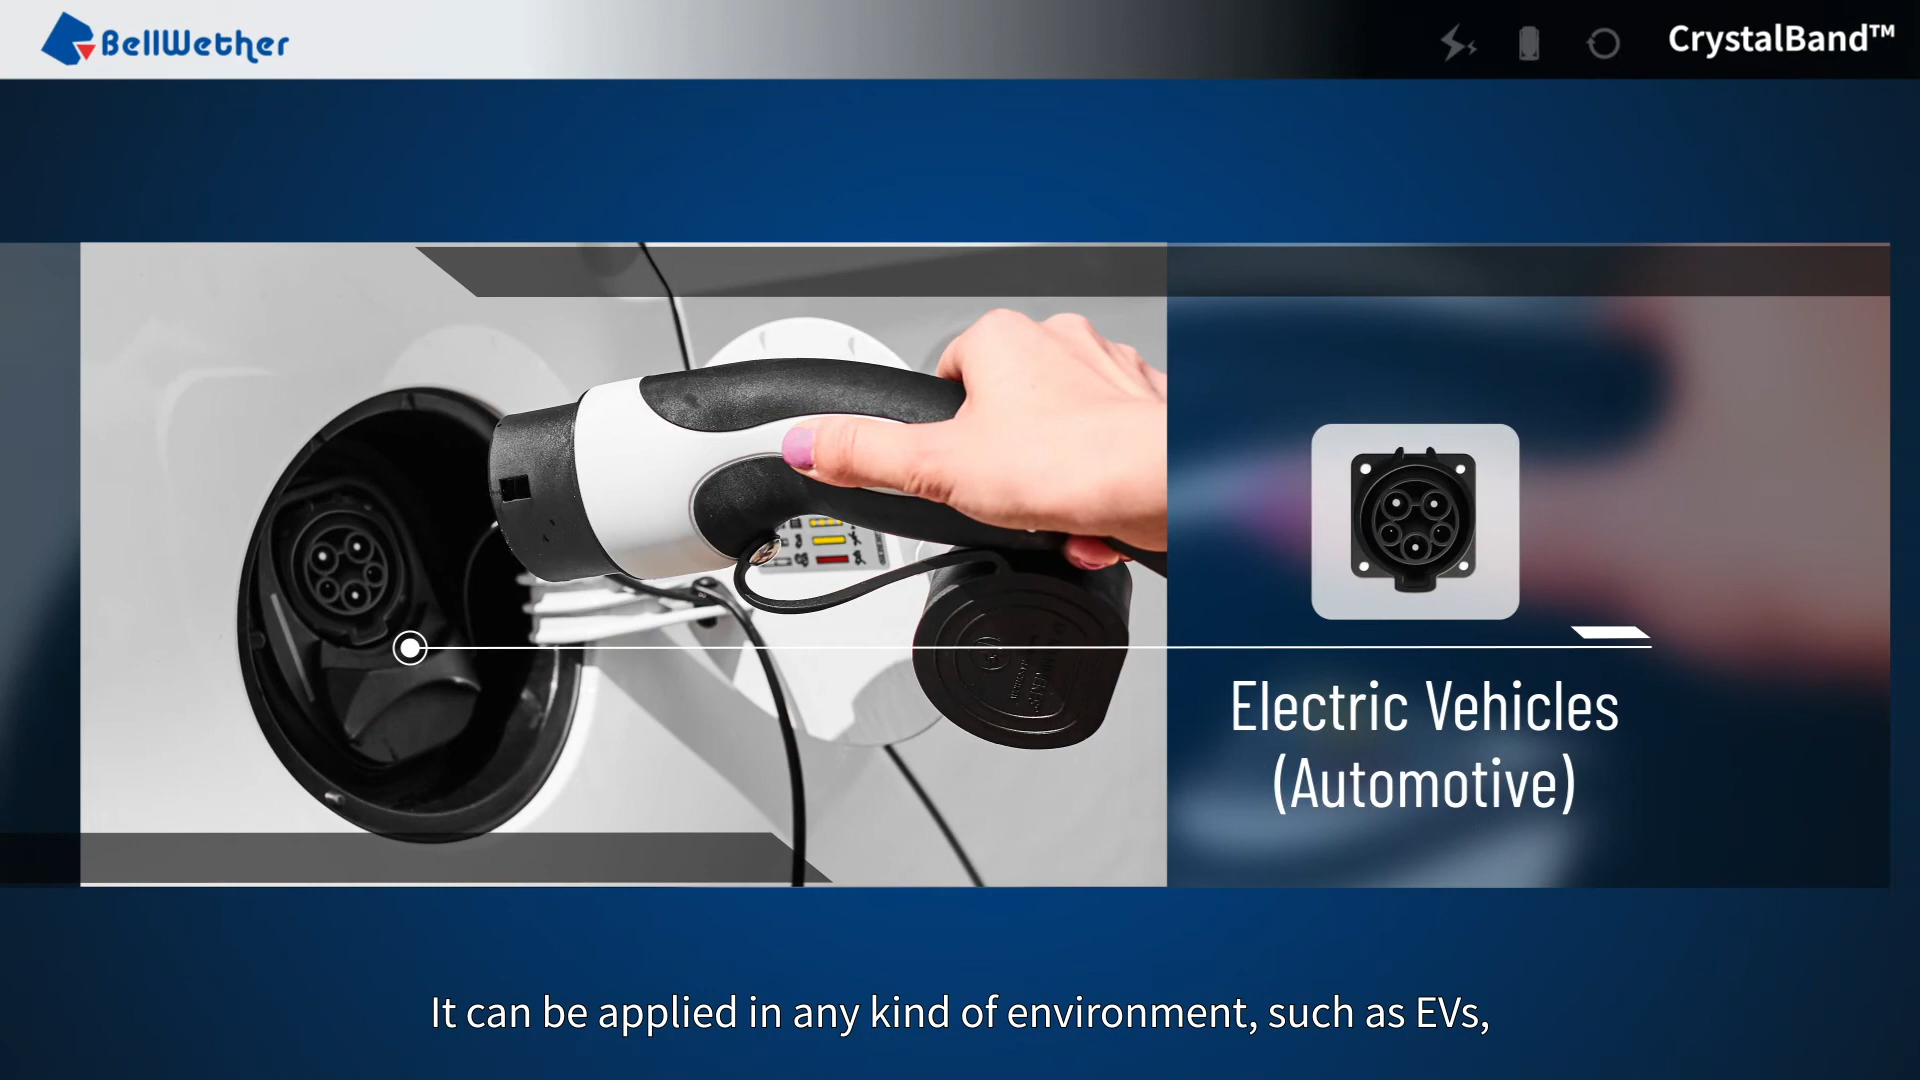 BellWether
CrystalBand™
Electric Vehicles
(Automotive)
It can be applied in any kind of environment, such as EVs,